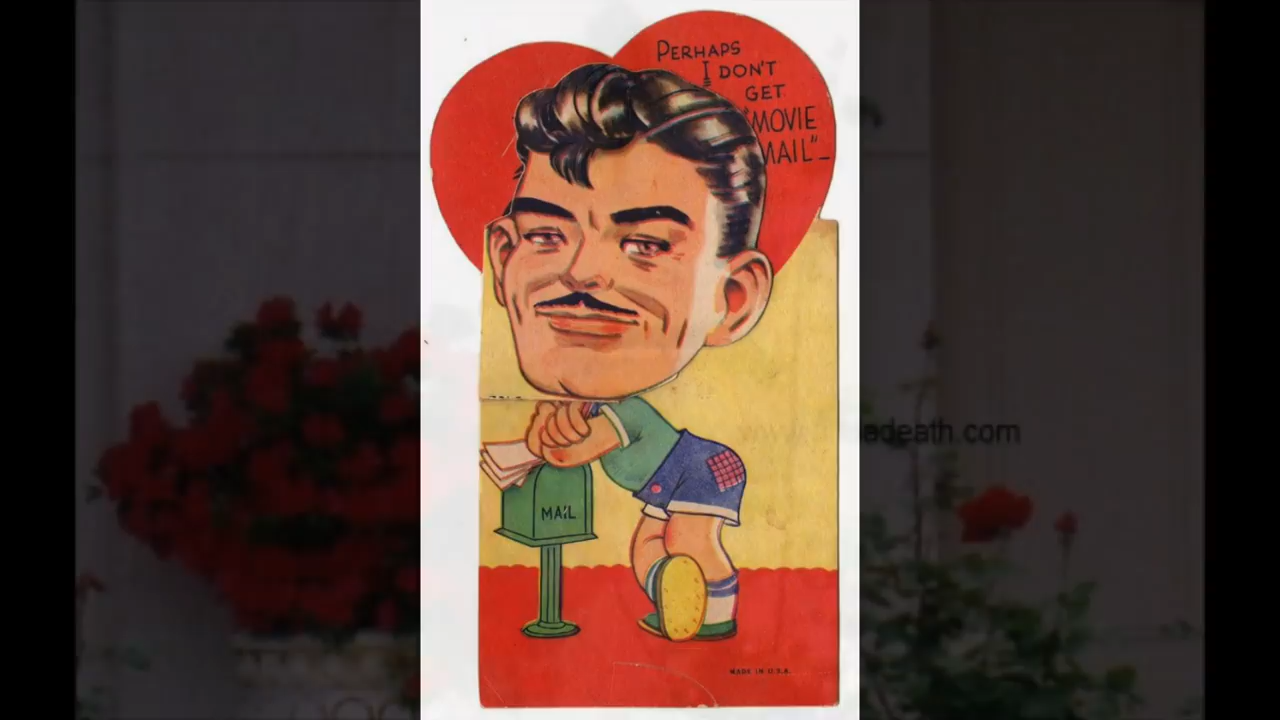 PERHAPS
I DON'T
GET
"MOVIE
MAIL"_
MAIL
MADE IN U.S.A.